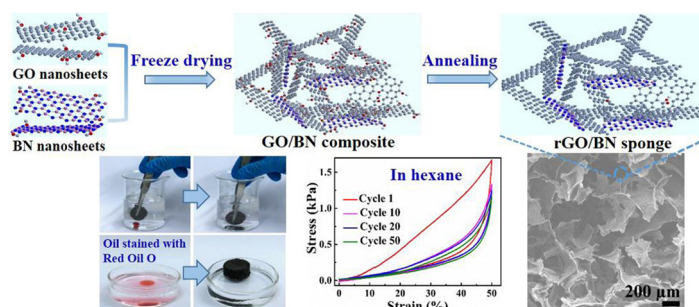 GO nanosheets
BN nanosheets
Freeze drying
GO/BN composite
Annealing
rGO/BN sponge
Oil stained with
Red Oil O
In hexane
Cycle 1
Cycle 10
Cycle 20
Cycle 50
Stress (kPa)
1.5
1.0
0.5
0.0
0 10 20 30 40 50
Strain (%)
200 μm